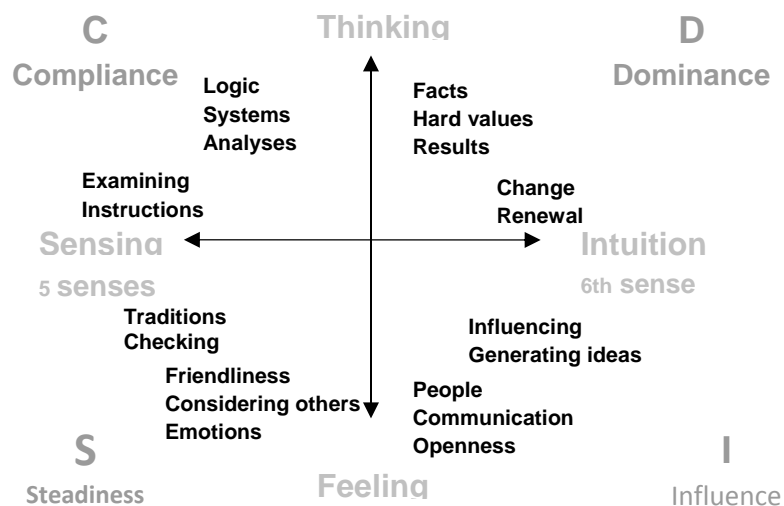 C
Compliance
Thinking
D
Dominance
Logic
Systems
Analyses
Facts
Hard values
Results
Examining
Instructions
Change
Renewal
Sensing
5 senses
Intuition
6th sense
Traditions
Checking
Influencing
Generating ideas
Friendliness
Considering others
Emotions
People
Communication
Openness
S
Steadiness
Feeling
I
Influence